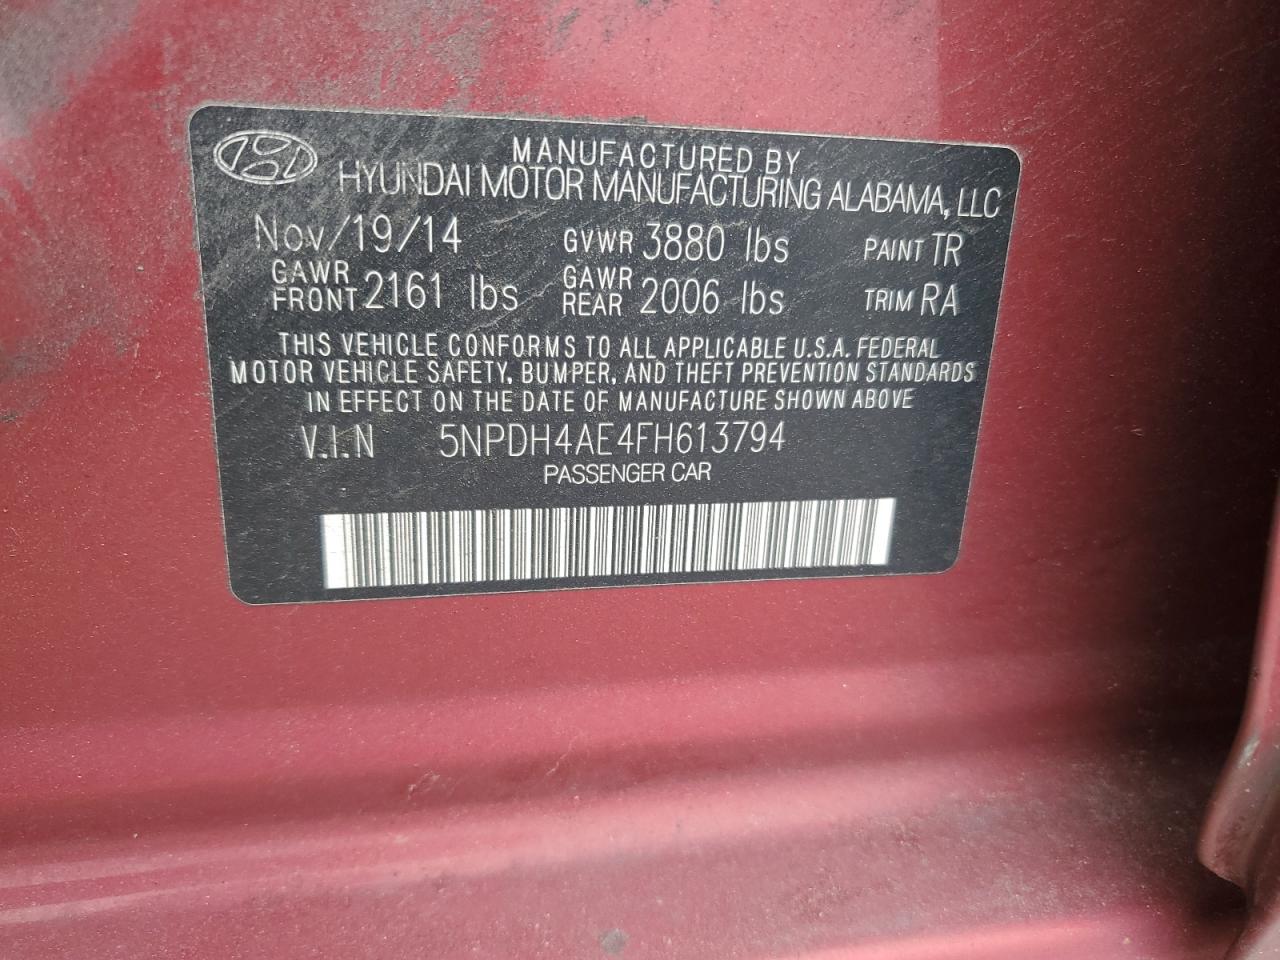 MANUFACTURED BY
HYUNDAI MOTOR MANUFACTURING ALABAMA, LLC
Nov/19/14 GVWR 3880 lbs PAINT TR
GAWR FRONT 2161 lbs GAWR REAR 2006 lbs TRIM RA
THIS VEHICLE CONFORMS TO ALL APPLICABLE U.S.A. FEDERAL
MOTOR VEHICLE SAFETY, BUMPER, AND THEFT PREVENTION STANDARDS
IN EFFECT ON THE DATE OF MANUFACTURE SHOWN ABOVE
V.I.N 5NPDH4AE4FH613794
PASSENGER CAR